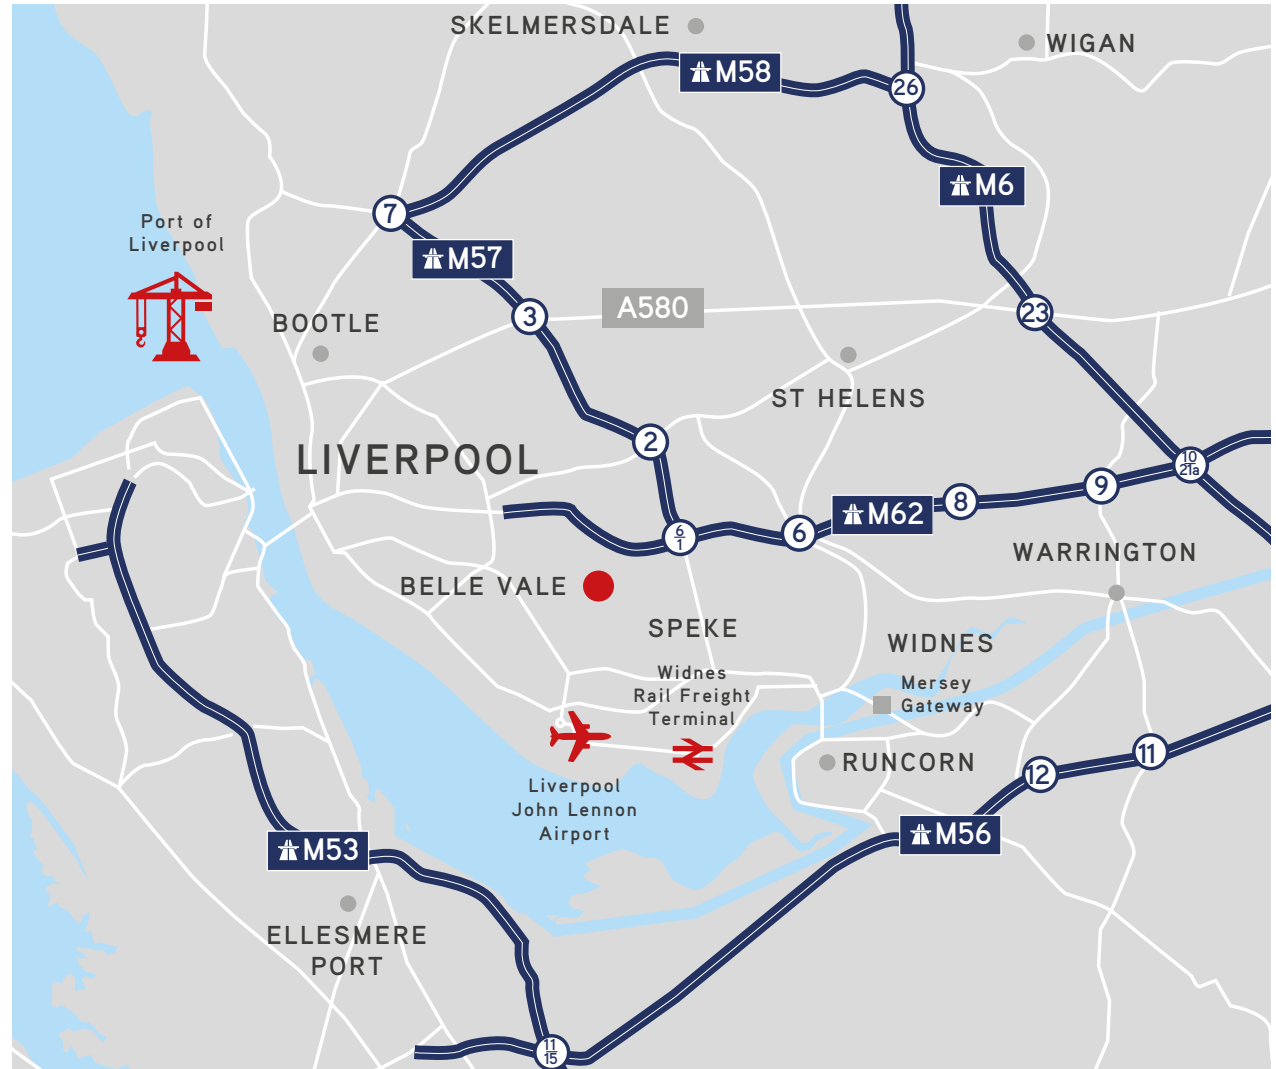 SKELMERSDALE
WIGAN
M58
26
M6
7
Port of
Liverpool
M57
3
A580
23
BOOTLE
ST HELENS
2
LIVERPOOL
10
21a
9
8
M62
6
6
1
WARRINGTON
BELLE VALE
SPEKE
WIDNES
Widnes
Rail Freight
Terminal
Mersey
Gateway
11
12
RUNCORN
Liverpool
John Lennon
Airport
M56
M53
ELLESMERE
PORT
11
15